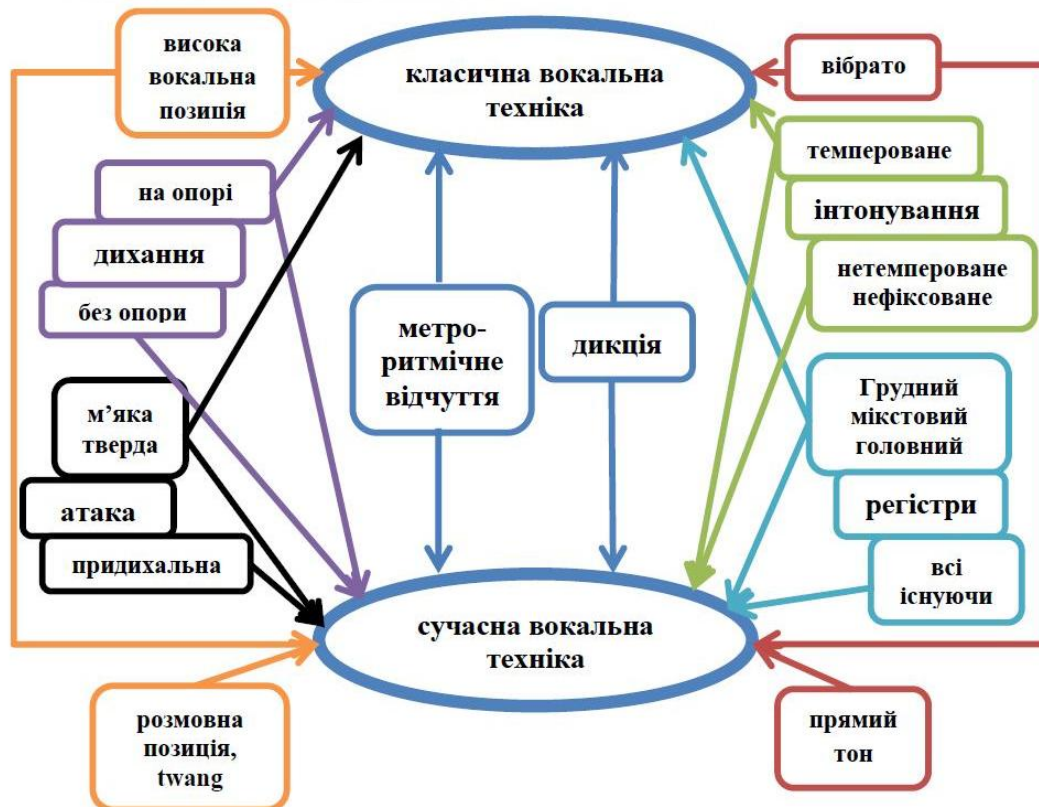 висока
вокальна
позиція
класична вокальна
техніка
вібрато
темпероване
інтонування
нетемпероване
нефіксоване
на опорі
дихання
без опори
метро-
ритмічне
відчуття
дикція
м’яка
тверда
атака
придихальна
Грудний
мікстовий
головний
регістри
всі
існуючи
сучасна вокальна
техніка
розмовна
позиція,
twang
прямий
тон